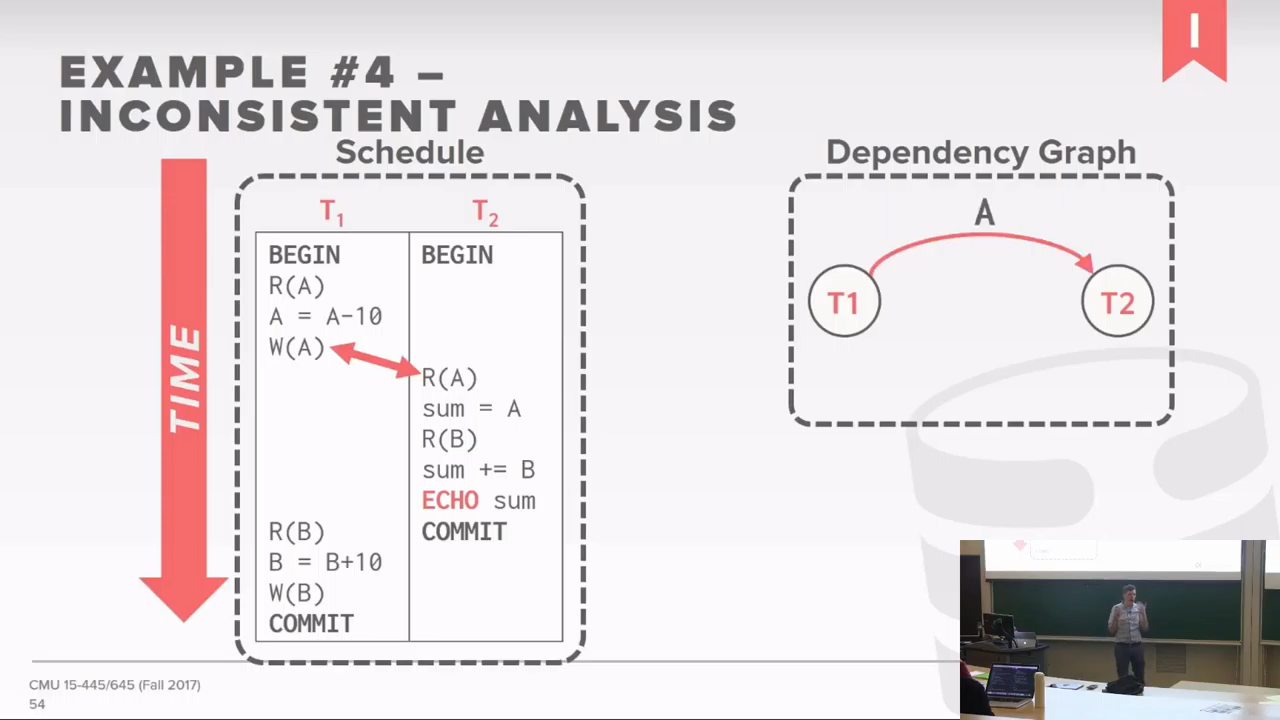 I
EXAMPLE #4 –
INCONSISTENT ANALYSIS
Schedule
T1 T2
BEGIN BEGIN
R(A)
A = A-10
W(A)
R(A)
sum = A
R(B)
sum += B
ECHO sum
R(B) COMMIT
B = B+10
W(B)
COMMIT
TIME
Dependency Graph
A
T1 T2
CMU 15-445/645 (Fall 2017)
54